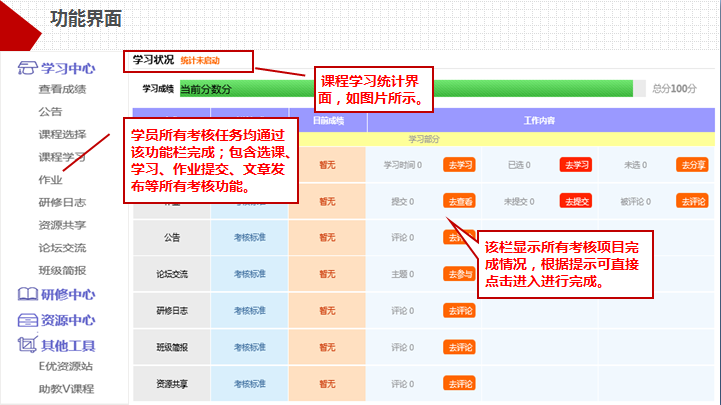 功能界面
学习中心
查看成绩
公告
课程选择
课程学习
作业
研修日志
资源共享
论坛交流
班级简报
研修中心
资源中心
其他工具
E优资源站
助教V课程
学习状况 统计未启动
学习成绩 当前分数分 总分100分
课程学习统计界
面，如图片所示。
学员所有考核任务均通过
该功能栏完成；包含选课、
学习、作业提交、文章发
布等所有考核功能。
目前成绩 工作内容
学习部分
暂无 学习时间 0 去学习 已选 0 去学习 未选 0 去分享
暂无 提交 0 去查看 未提交 0 去提交 被评论 0 去评论
公告 考核标准 暂无 评论 0
论坛交流 考核标准 暂无 主题 0 去参与
研修日志 考核标准 暂无 评论 0 去评论
班级简报 考核标准 暂无 评论 0 去评论
资源共享 考核标准 暂无 评论 0 去评论
该栏显示所有考核项目完
成情况，根据提示可直接
点击进入进行完成。